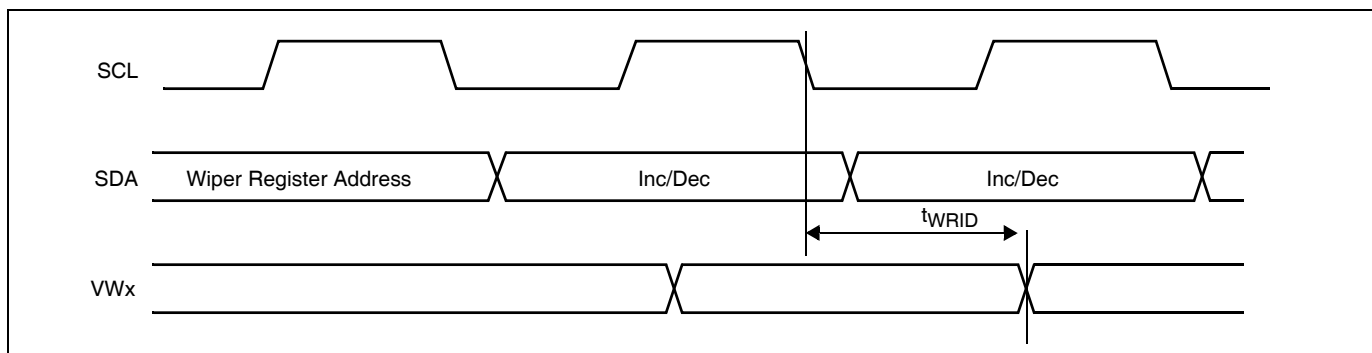 SCL
SDA Wiper Register Address Inc/Dec Inc/Dec
tWRID
VWx